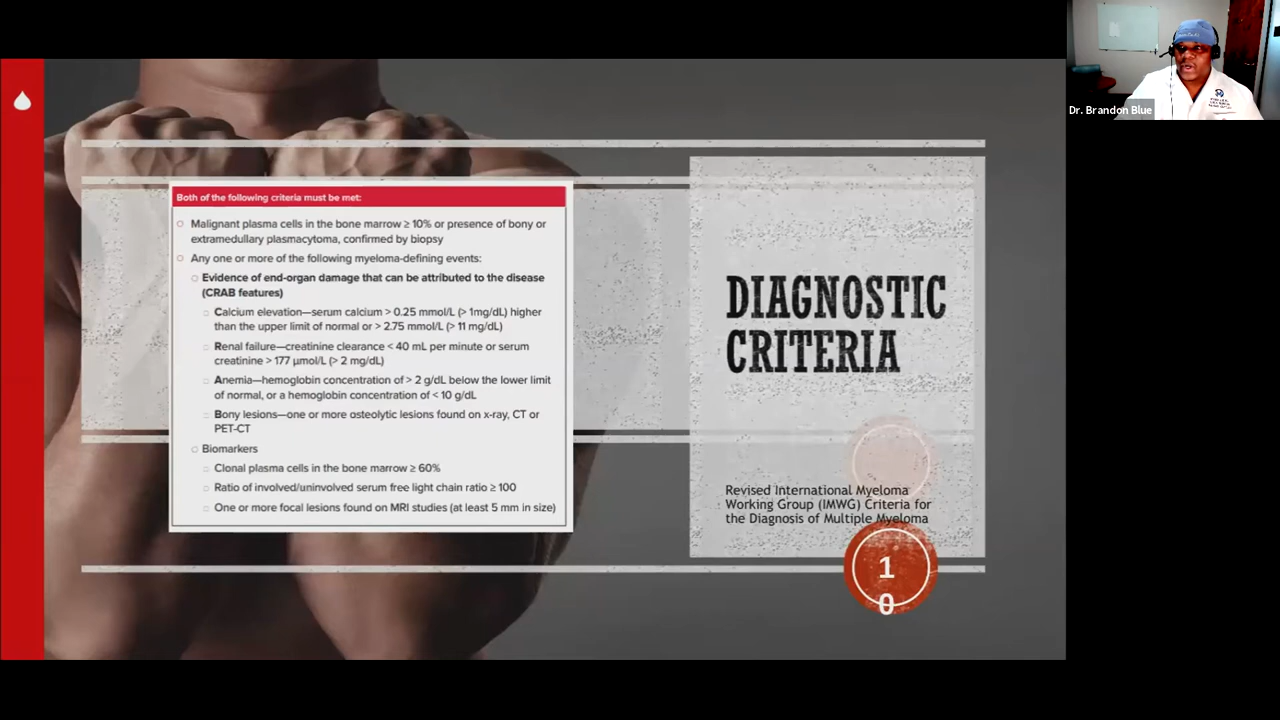 Dr. Brandon Blue
Both of the following criteria must be met:
Malignant plasma cells in the bone marrow ≥ 10% or presence of bony or
extramedullary plasmacytoma, confirmed by biopsy
Any one or more of the following myeloma-defining events:
Evidence of end-organ damage that can be attributed to the disease
(CRAB features)
Calcium elevation—serum calcium > 0.25 mmol/L (> 1mg/dL) higher
than the upper limit of normal or > 2.75 mmol/L (> 11 mg/dL)
Renal failure—creatinine clearance < 40 mL per minute or serum
creatinine > 177 μmol/L (> 2 mg/dL)
Anemia—hemoglobin concentration of > 2 g/dL below the lower limit
of normal, or a hemoglobin concentration of < 10 g/dL
Bony lesions—one or more osteolytic lesions found on x-ray, CT or
PET-CT
Biomarkers
Clonal plasma cells in the bone marrow ≥ 60%
Ratio of involved/uninvolved serum free light chain ratio ≥ 100
One or more focal lesions found on MRI studies (at least 5 mm in size)
DIAGNOSTIC
CRITERIA
Revised International Myeloma
Working Group (IMWG) Criteria for
the Diagnosis of Multiple Myeloma
1
0